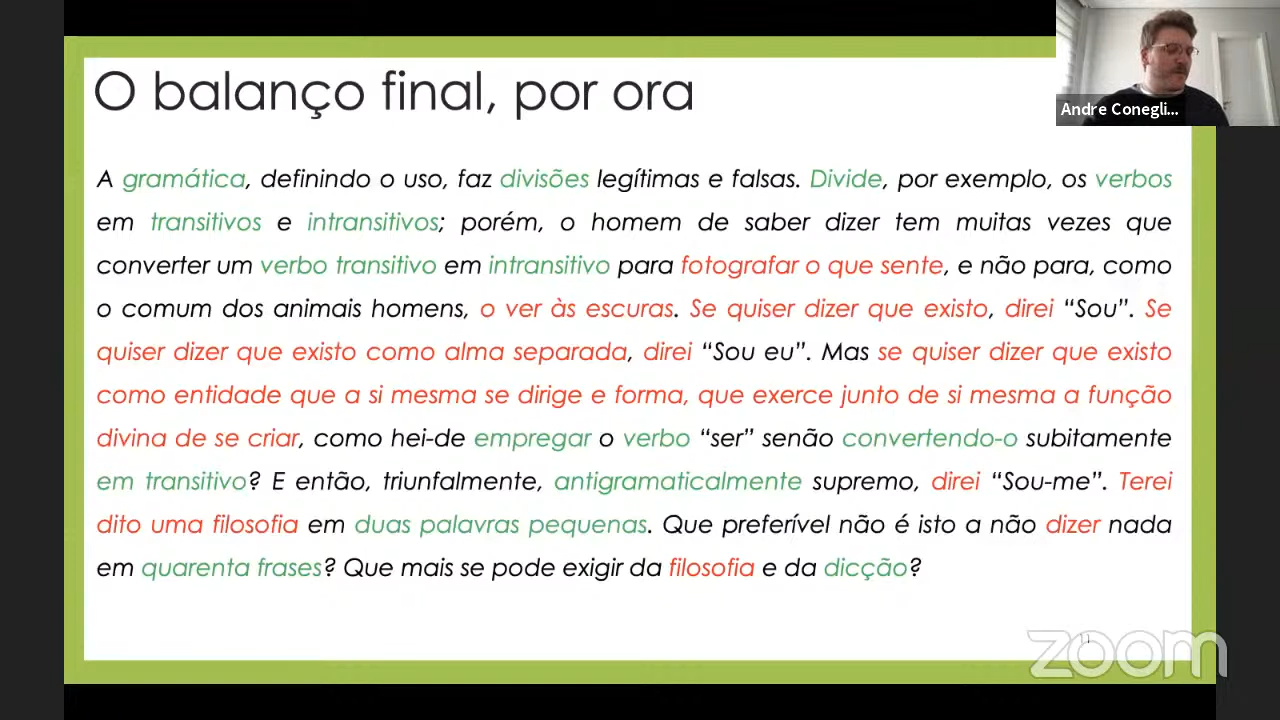 O balanço final, por ora
Andre Conegli...
A gramática, definindo o uso, faz divisões legítimas e falsas. Divide, por exemplo, os verbos
em transitivos e intransitivos; porém, o homem de saber dizer tem muitas vezes que
converter um verbo transitivo em intransitivo para fotografar o que sente, e não para, como
o comum dos animais homens, o ver às escuras. Se quiser dizer que existo, direi “Sou”. Se
quiser dizer que existo como alma separada, direi “Sou eu”. Mas se quiser dizer que existo
como entidade que a si mesma se dirige e forma, que exerce junto de si mesma a função
divina de se criar, como hei-de empregar o verbo “ser” senão convertendo-o subitamente
em transitivo? E então, triunfalmente, antigramaticalmente supremo, direi “Sou-me”. Terei
dito uma filosofia em duas palavras pequenas. Que preferível não é isto a não dizer nada
em quarenta frases? Que mais se pode exigir da filosofia e da dicção?
11
zoom